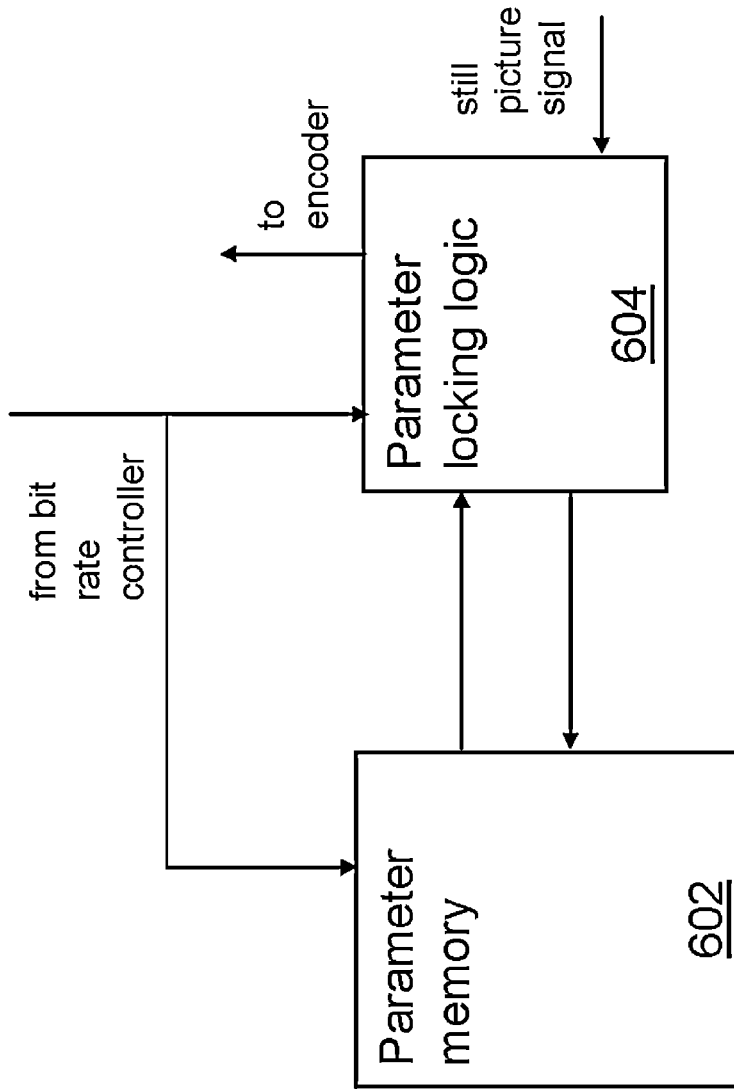 from bit
rate
controller
to
encoder
still
picture
signal
Parameter
memory
602
Parameter
locking logic
604